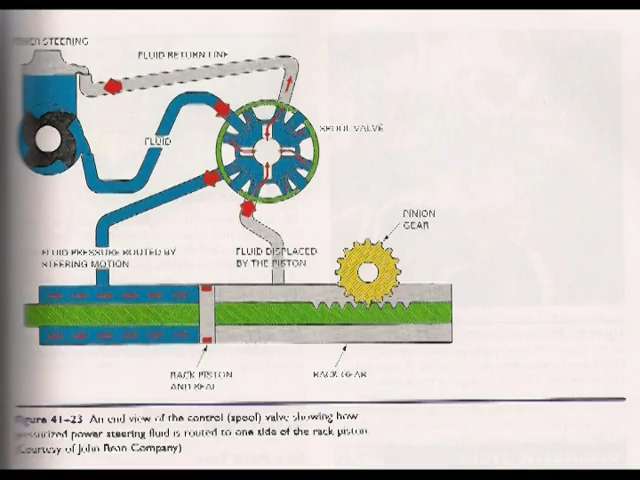 POWER STEERING
FLUID RETURN LINE
FLUID
SPOOL VALVE
PINION
GEAR
FLUID PRESSURE ROUTED BY
STEERING MOTION
FLUID DISPLACED
BY THE PISTON
RACK PISTON
AND SEAL
RACK GEAR
Figure 41–23 An end view of the control (spool) valve showing how
pressurized power steering fluid is routed to one side of the rack piston.
(Courtesy of John Bean Company)